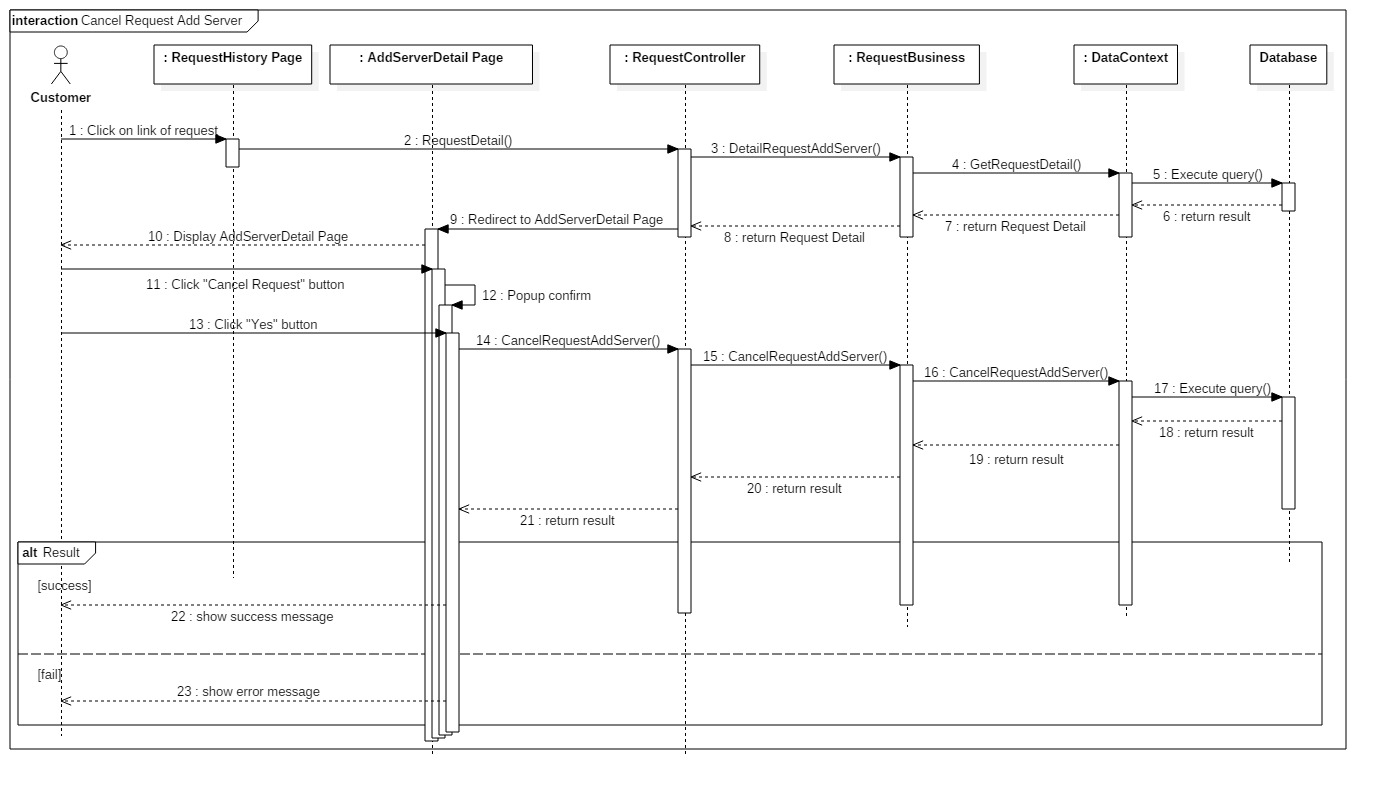 interaction Cancel Request Add Server
Customer
: RequestHistory Page
: AddServerDetail Page
: RequestController
: RequestBusiness
: DataContext
Database
1 : Click on link of request
2 : RequestDetail()
3 : DetailRequestAddServer()
4 : GetRequestDetail()
5 : Execute query()
6 : return result
7 : return Request Detail
8 : return Request Detail
9 : Redirect to AddServerDetail Page
10 : Display AddServerDetail Page
11 : Click "Cancel Request" button
12 : Popup confirm
13 : Click "Yes" button
14 : CancelRequestAddServer()
15 : CancelRequestAddServer()
16 : CancelRequestAddServer()
17 : Execute query()
18 : return result
19 : return result
20 : return result
21 : return result
alt Result
[success]
22 : show success message
[fail]
23 : show error message